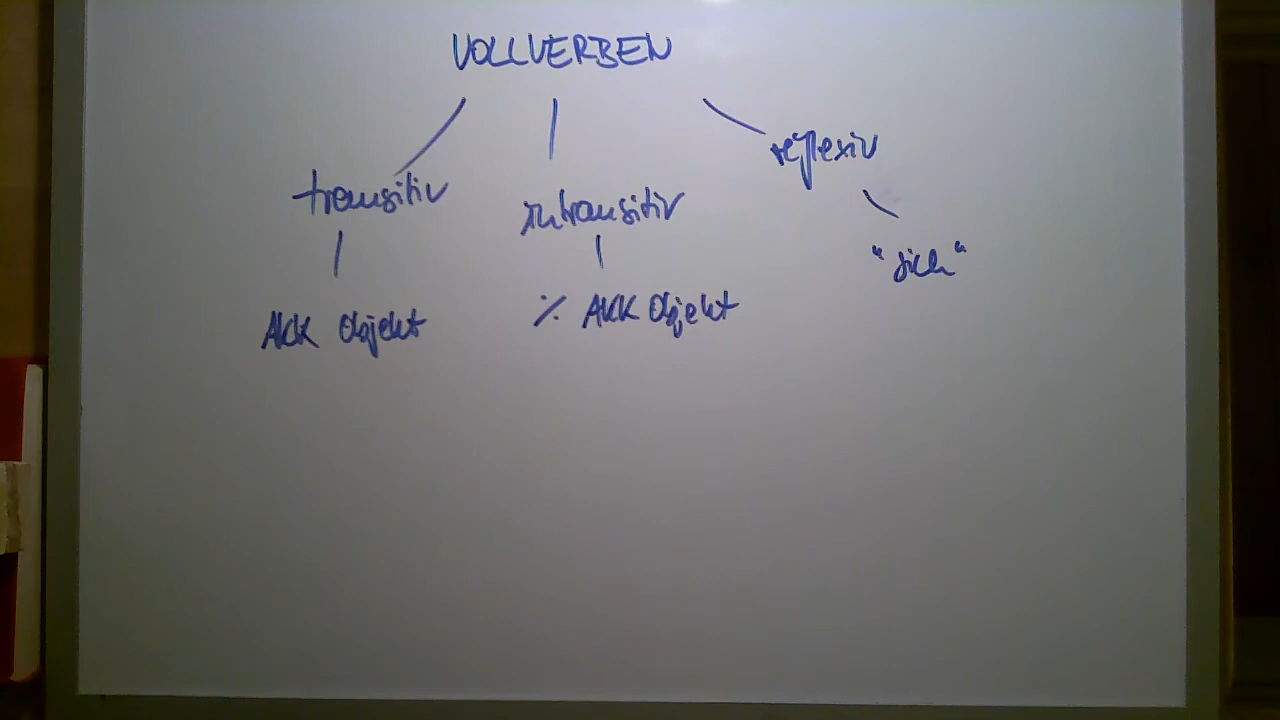 VOLLVERBEN
transitiv
intransitiv
reflexiv
AKK Objekt
٪ AKK Objekt
"sich"